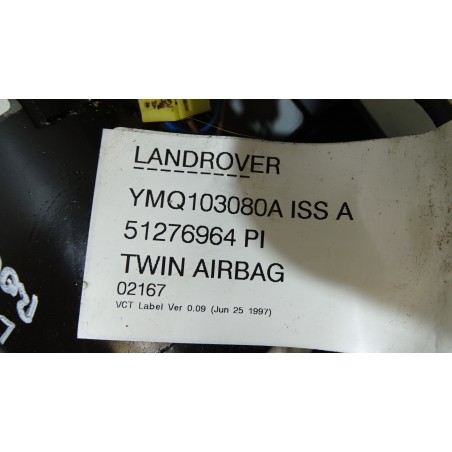 LANDROVER
YMQ103080A ISS A
51276964 PI
TWIN AIRBAG
02167
VCT Label Ver 0.09 (Jun 25 1997)